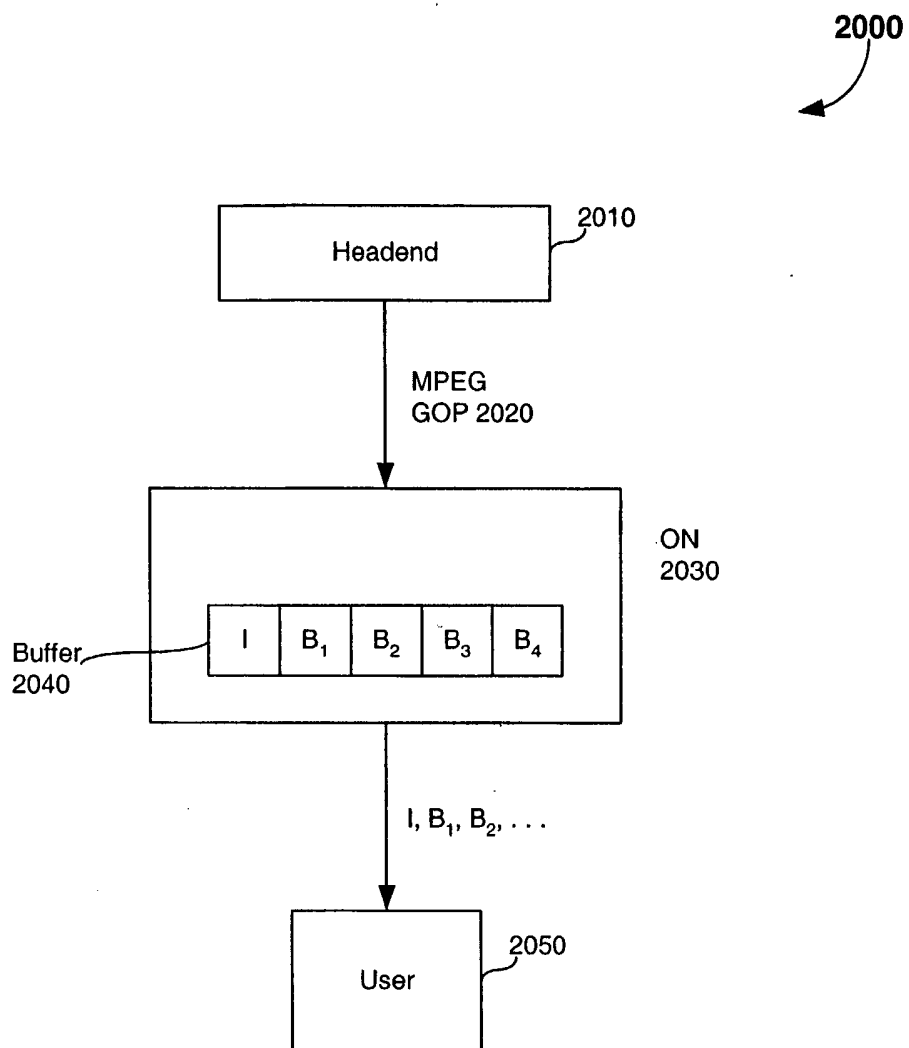 2000
2010
Headend
MPEG
GOP 2020
ON
2030
I B₁ B₂ B₃ B₄
Buffer
2040
I, B₁, B₂, . . .
2050
User